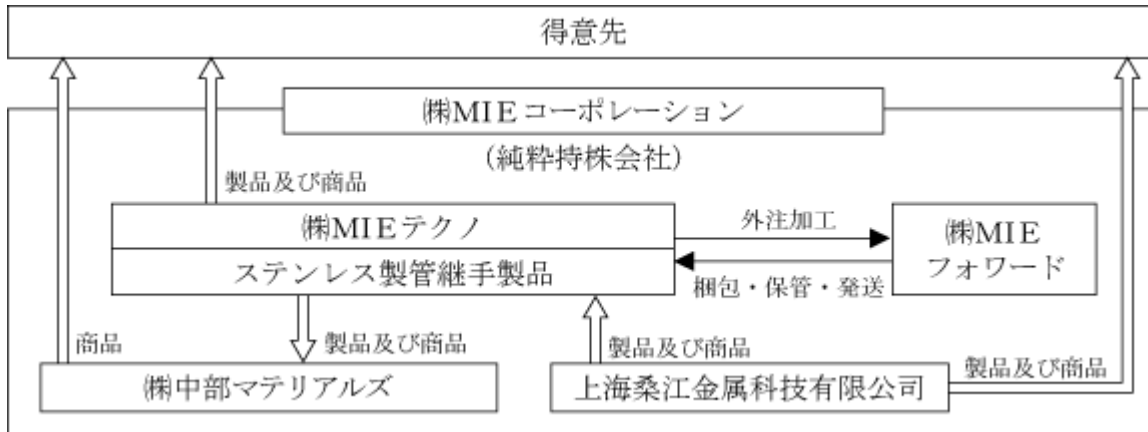 得意先
㈱MIEコーポレーション
(純粋持株会社)
製品及び商品
㈱MIEテクノ
ステンレス製管継手製品
外注加工
梱包・保管・発送
㈱MIE
フォワード
商品
製品及び商品
製品及び商品
製品及び商品
㈱中部マテリアルズ
上海桑江金属科技有限公司